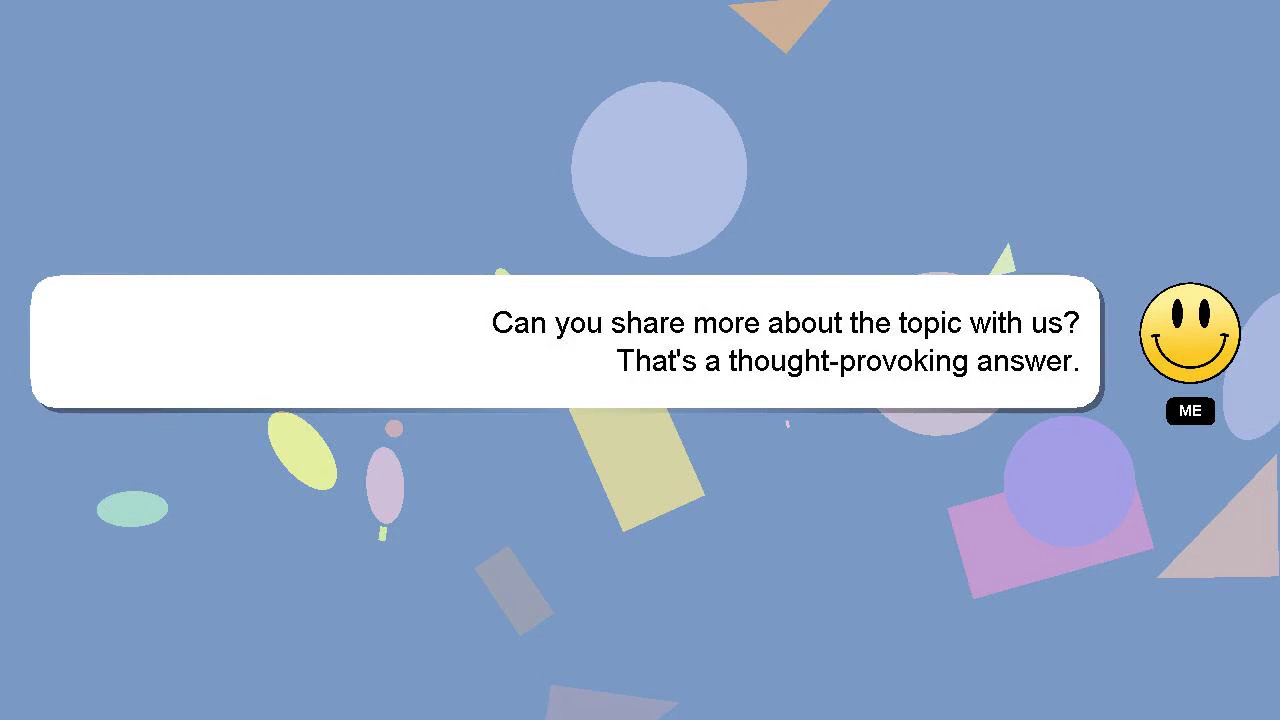 Can you share more about the topic with us?
That's a thought-provoking answer.
ME